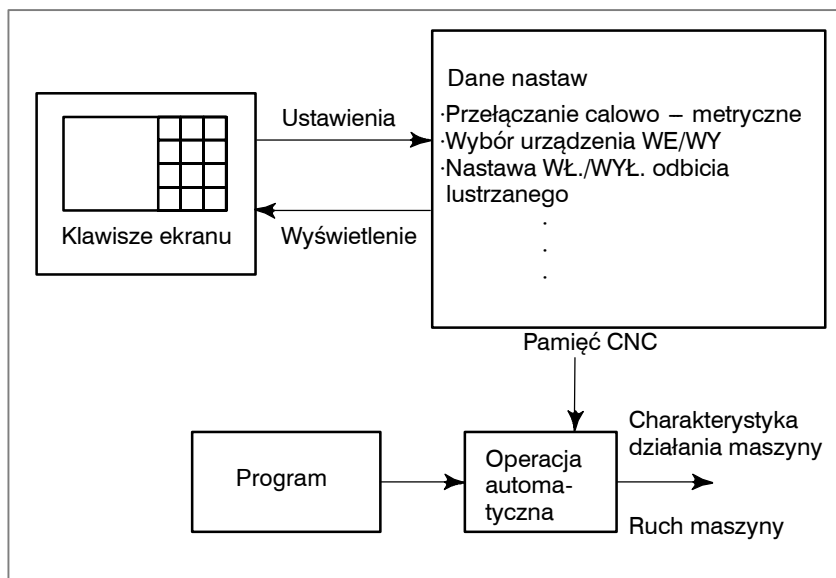 Dane nastaw
·Przełączanie calowo – metryczne
·Wybór urządzenia WE/WY
·Nastawa WŁ./WYŁ. odbicia
lustrzanego
.
.
.
Ustawienia
Klawisze ekranu
Wyświetlenie
Pamięć CNC
Program
Operacja
automa-
tyczna
Charakterystyka
działania maszyny
Ruch maszyny